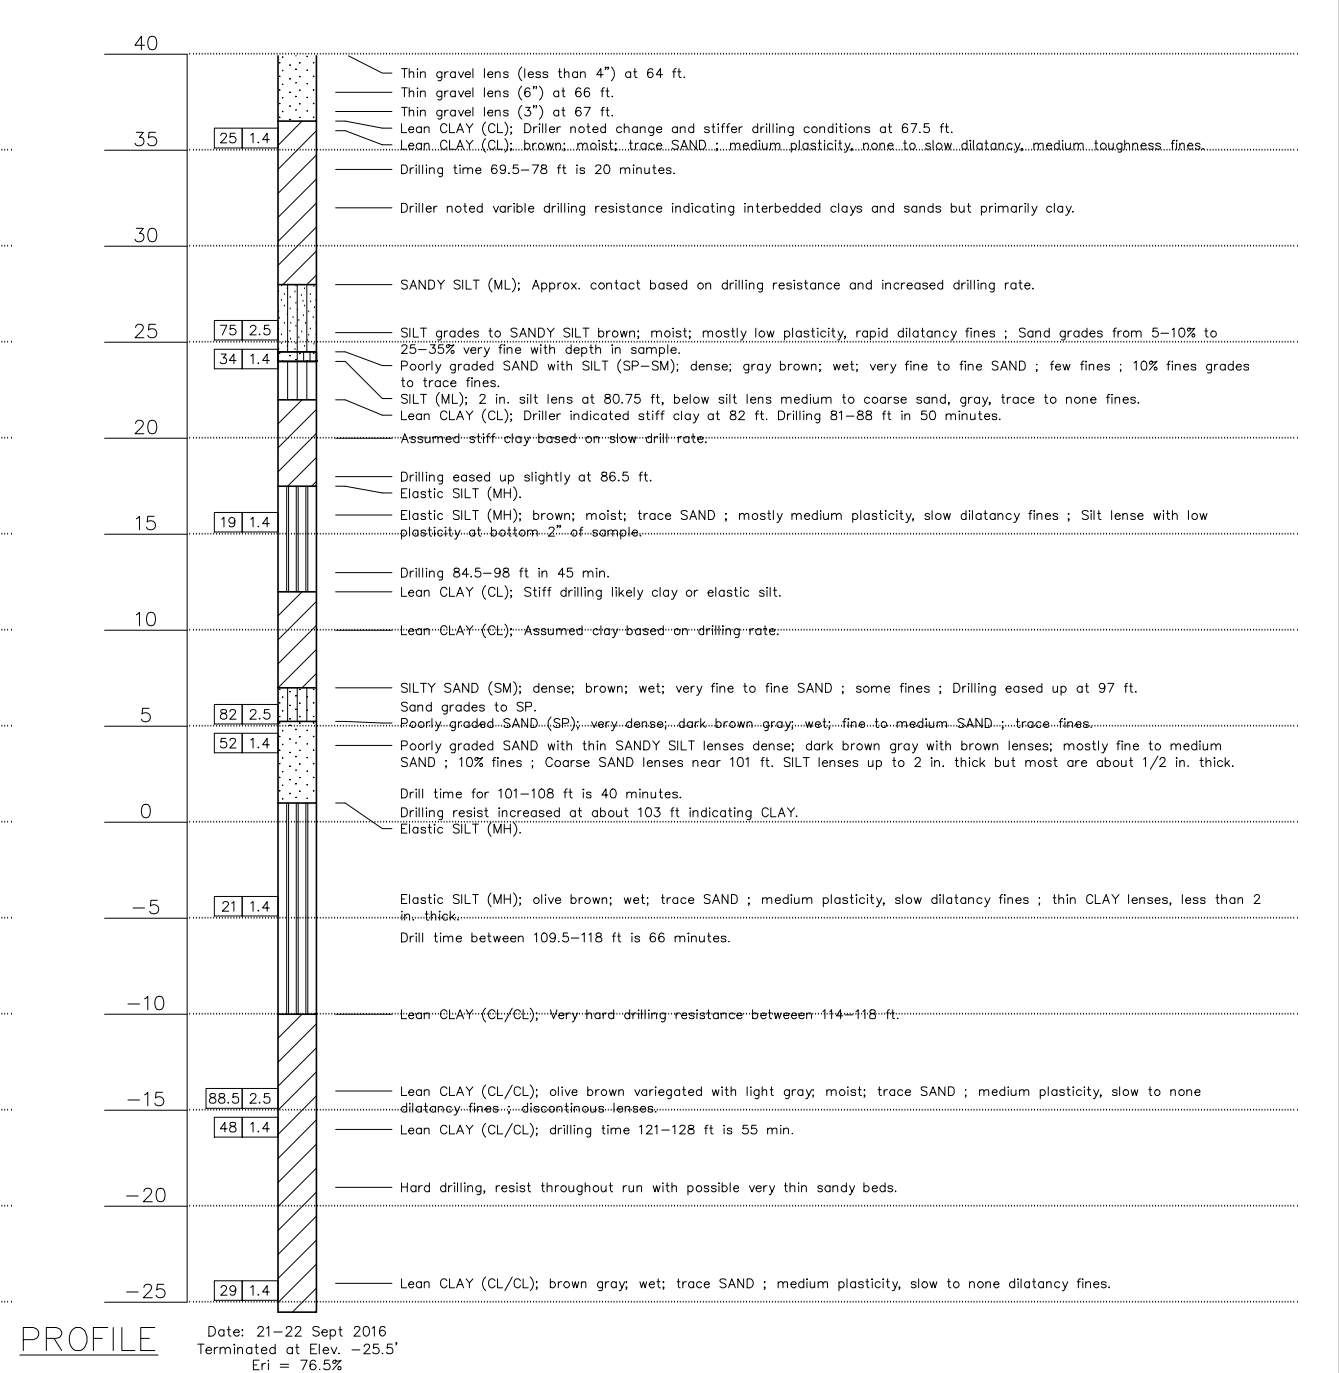 40
Thin gravel lens (less than 4") at 64 ft.
Thin gravel lens (6") at 66 ft.
Thin gravel lens (3") at 67 ft.
Lean CLAY (CL); Driller noted change and stiffer drilling conditions at 67.5 ft.
35
25 1.4
Lean CLAY (CL); brown; moist; trace SAND ; medium plasticity, none to slow dilatancy, medium toughness fines.
Drilling time 69.5–78 ft is 20 minutes.
Driller noted varible drilling resistance indicating interbedded clays and sands but primarily clay.
30
SANDY SILT (ML); Approx. contact based on drilling resistance and increased drilling rate.
25
75 2.5
SILT grades to SANDY SILT brown; moist; mostly low plasticity, rapid dilatancy fines ; Sand grades from 5–10% to
25–35% very fine with depth in sample.
34 1.4
Poorly graded SAND with SILT (SP–SM); dense; gray brown; wet; very fine to fine SAND ; few fines ; 10% fines grades
to trace fines.
SILT (ML); 2 in. silt lens at 80.75 ft, below silt lens medium to coarse sand, gray, trace to none fines.
Lean CLAY (CL); Driller indicated stiff clay at 82 ft. Drilling 81–88 ft in 50 minutes.
20
Assumed stiff clay based on slow drill rate.
Drilling eased up slightly at 86.5 ft.
Elastic SILT (MH).
15
19 1.4
Elastic SILT (MH); brown; moist; trace SAND ; mostly medium plasticity, slow dilatancy fines ; Silt lense with low
plasticity at bottom 2" of sample.
Drilling 84.5–98 ft in 45 min.
Lean CLAY (CL); Stiff drilling likely clay or elastic silt.
10
Lean CLAY (CL); Assumed clay based on drilling rate.
SILTY SAND (SM); dense; brown; wet; very fine to fine SAND ; some fines ; Drilling eased up at 97 ft.
Sand grades to SP.
5
82 2.5
Poorly graded SAND (SP); very dense; dark brown gray; wet; fine to medium SAND ; trace fines.
52 1.4
Poorly graded SAND with thin SANDY SILT lenses dense; dark brown gray with brown lenses; mostly fine to medium
SAND ; 10% fines ; Coarse SAND lenses near 101 ft. SILT lenses up to 2 in. thick but most are about 1/2 in. thick.
Drill time for 101–108 ft is 40 minutes.
0
Drilling resist increased at about 103 ft indicating CLAY.
Elastic SILT (MH).
–5
21 1.4
Elastic SILT (MH); olive brown; wet; trace SAND ; medium plasticity, slow dilatancy fines ; thin CLAY lenses, less than 2
in. thick.
Drill time between 109.5–118 ft is 66 minutes.
–10
Lean CLAY (CL/CL); Very hard drilling resistance betweeen 114–118 ft.
–15
88.5 2.5
Lean CLAY (CL/CL); olive brown variegated with light gray; moist; trace SAND ; medium plasticity, slow to none
dilatancy fines ; discontinous lenses.
48 1.4
Lean CLAY (CL/CL); drilling time 121–128 ft is 55 min.
–20
Hard drilling, resist throughout run with possible very thin sandy beds.
–25
29 1.4
Lean CLAY (CL/CL); brown gray; wet; trace SAND ; medium plasticity, slow to none dilatancy fines.
PROFILE
Date: 21–22 Sept 2016
Terminated at Elev. –25.5'
Eri = 76.5%